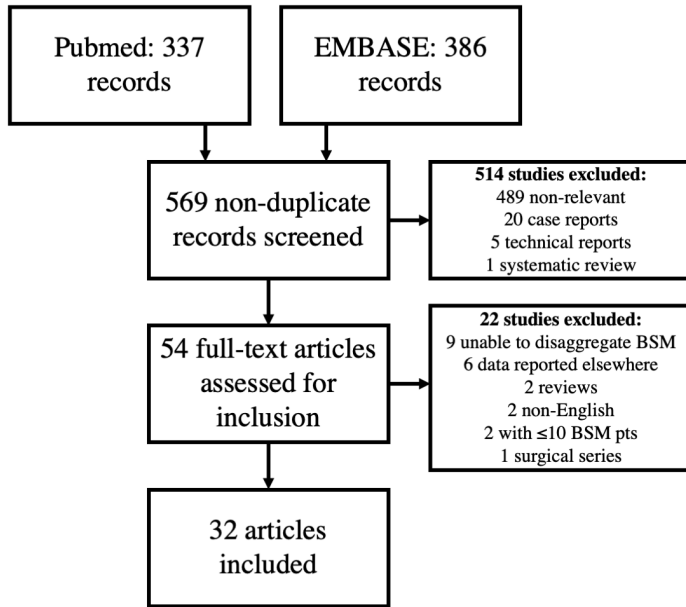 Pubmed: 337
records
EMBASE: 386
records
569 non-duplicate
records screened
514 studies excluded:
489 non-relevant
20 case reports
5 technical reports
1 systematic review
54 full-text articles
assessed for
inclusion
22 studies excluded:
9 unable to disaggregate BSM
6 data reported elsewhere
2 reviews
2 non-English
2 with ≤10 BSM pts
1 surgical series
32 articles
included